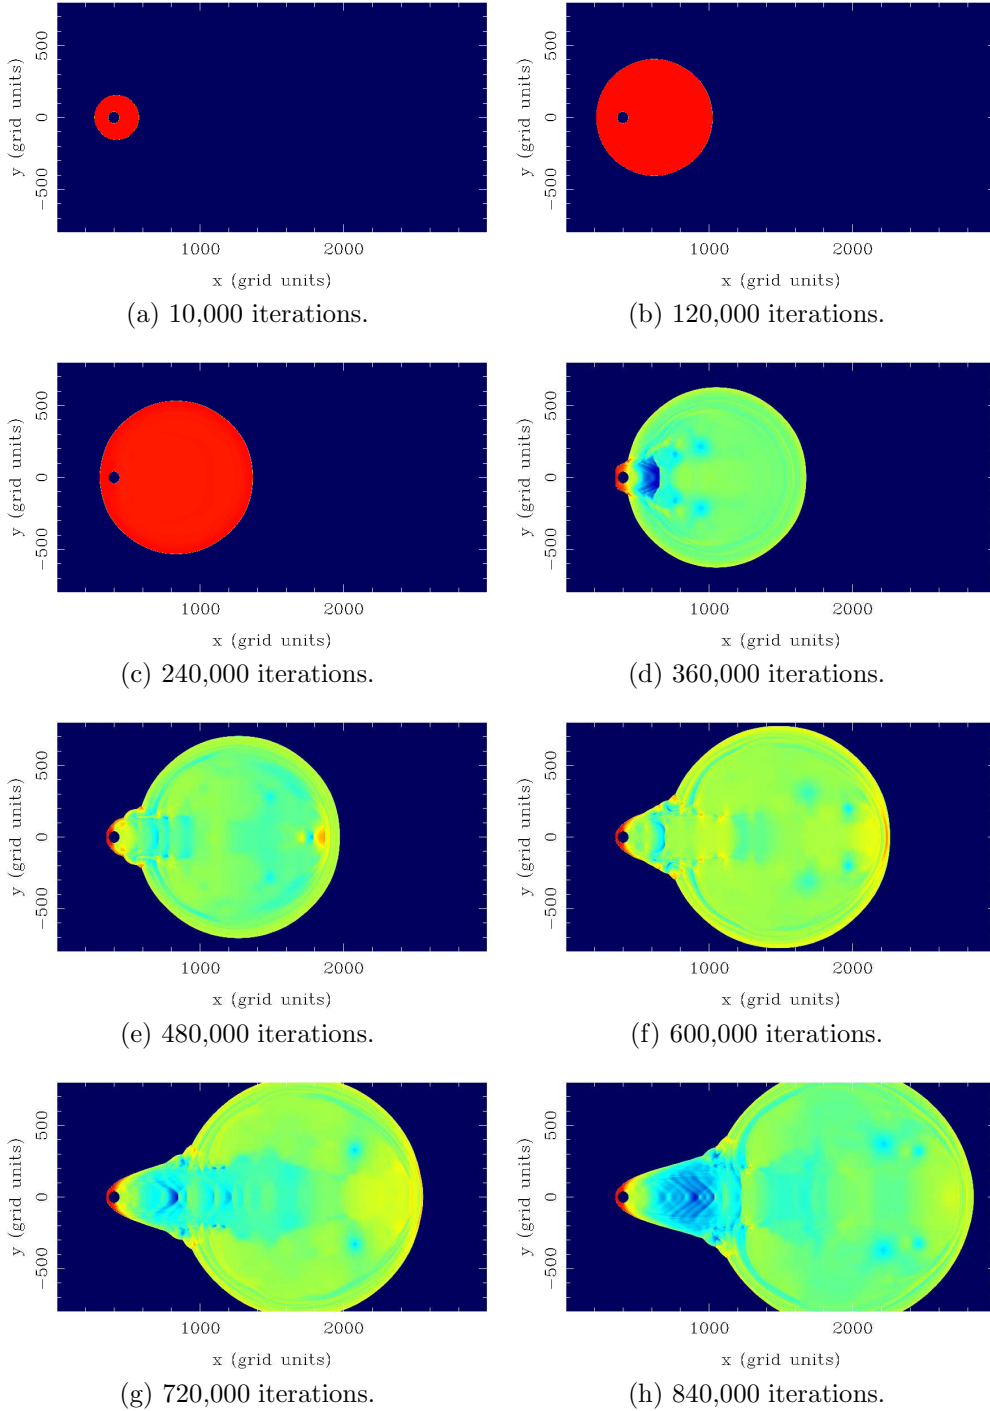 500
0
−500
y (grid units)
1000 2000
x (grid units)
(a) 10,000 iterations.
500
0
−500
y (grid units)
1000 2000
x (grid units)
(b) 120,000 iterations.
500
0
−500
y (grid units)
1000 2000
x (grid units)
(c) 240,000 iterations.
500
0
−500
y (grid units)
1000 2000
x (grid units)
(d) 360,000 iterations.
500
0
−500
y (grid units)
1000 2000
x (grid units)
(e) 480,000 iterations.
500
0
−500
y (grid units)
1000 2000
x (grid units)
(f) 600,000 iterations.
500
0
−500
y (grid units)
1000 2000
x (grid units)
(g) 720,000 iterations.
500
0
−500
y (grid units)
1000 2000
x (grid units)
(h) 840,000 iterations.